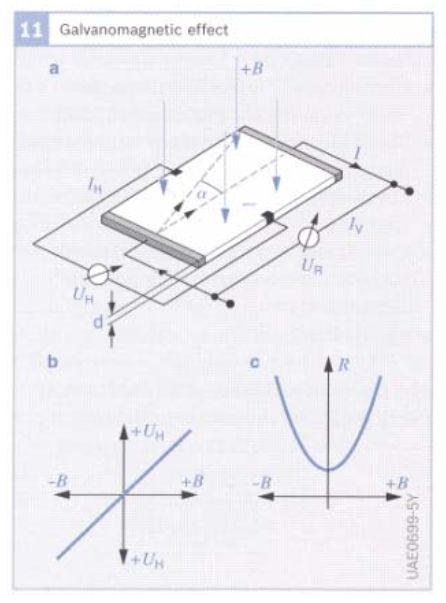 11 Galvanomagnetic effect
a
+B
I
I_H
α
I_V
U_R
U_H
d
b
c
+U_H
R
-B
+B
-B
+B
+U_H
UAE0699-5Y